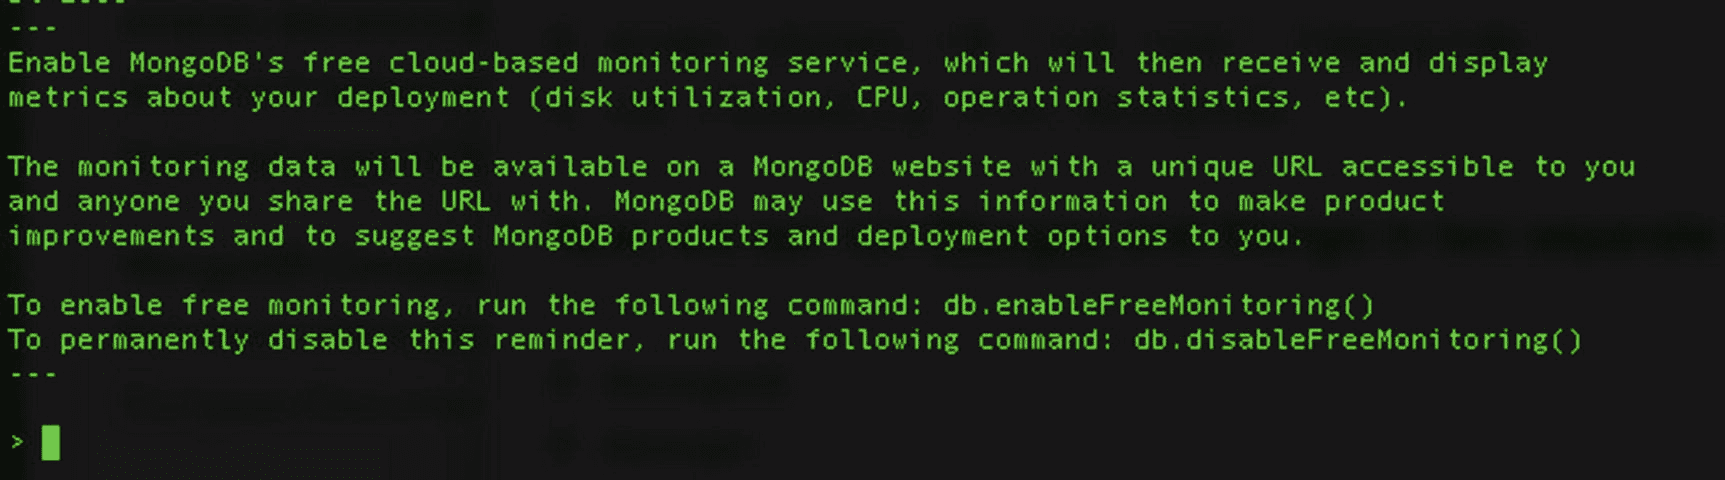 ---
Enable MongoDB's free cloud-based monitoring service, which will then receive and display
metrics about your deployment (disk utilization, CPU, operation statistics, etc).
The monitoring data will be available on a MongoDB website with a unique URL accessible to you
and anyone you share the URL with. MongoDB may use this information to make product
improvements and to suggest MongoDB products and deployment options to you.
To enable free monitoring, run the following command: db.enableFreeMonitoring()
To permanently disable this reminder, run the following command: db.disableFreeMonitoring()
---
>